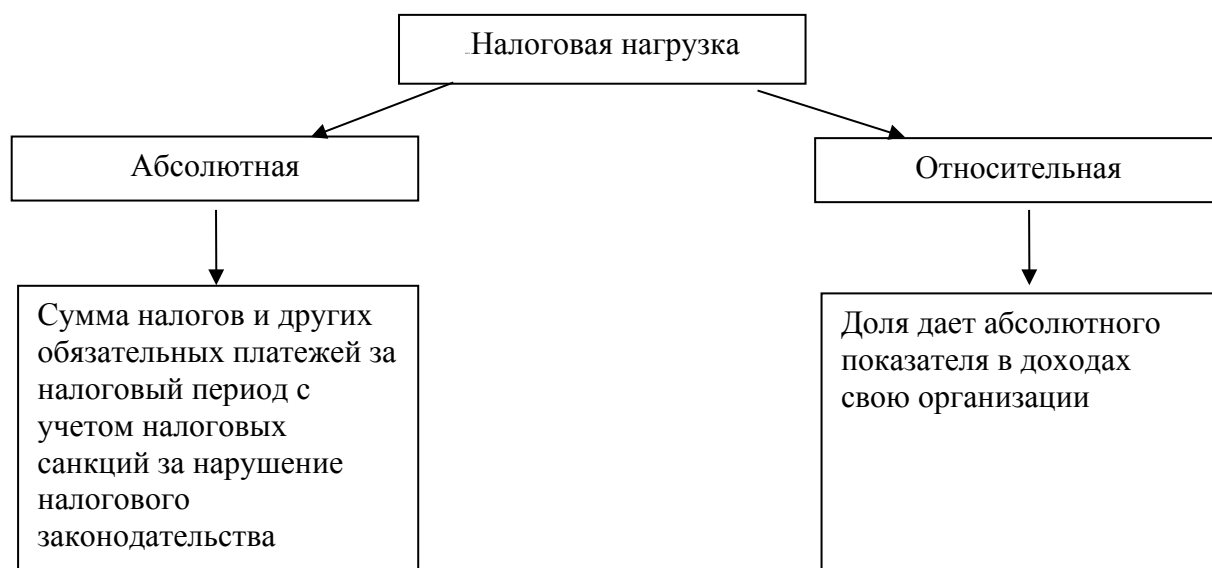 Налоговая нагрузка
Абсолютная
Относительная
Сумма налогов и других
обязательных платежей за
налоговый период с
учетом налоговых
санкций за нарушение
налогового
законодательства
Доля дает абсолютного
показателя в доходах
свою организации